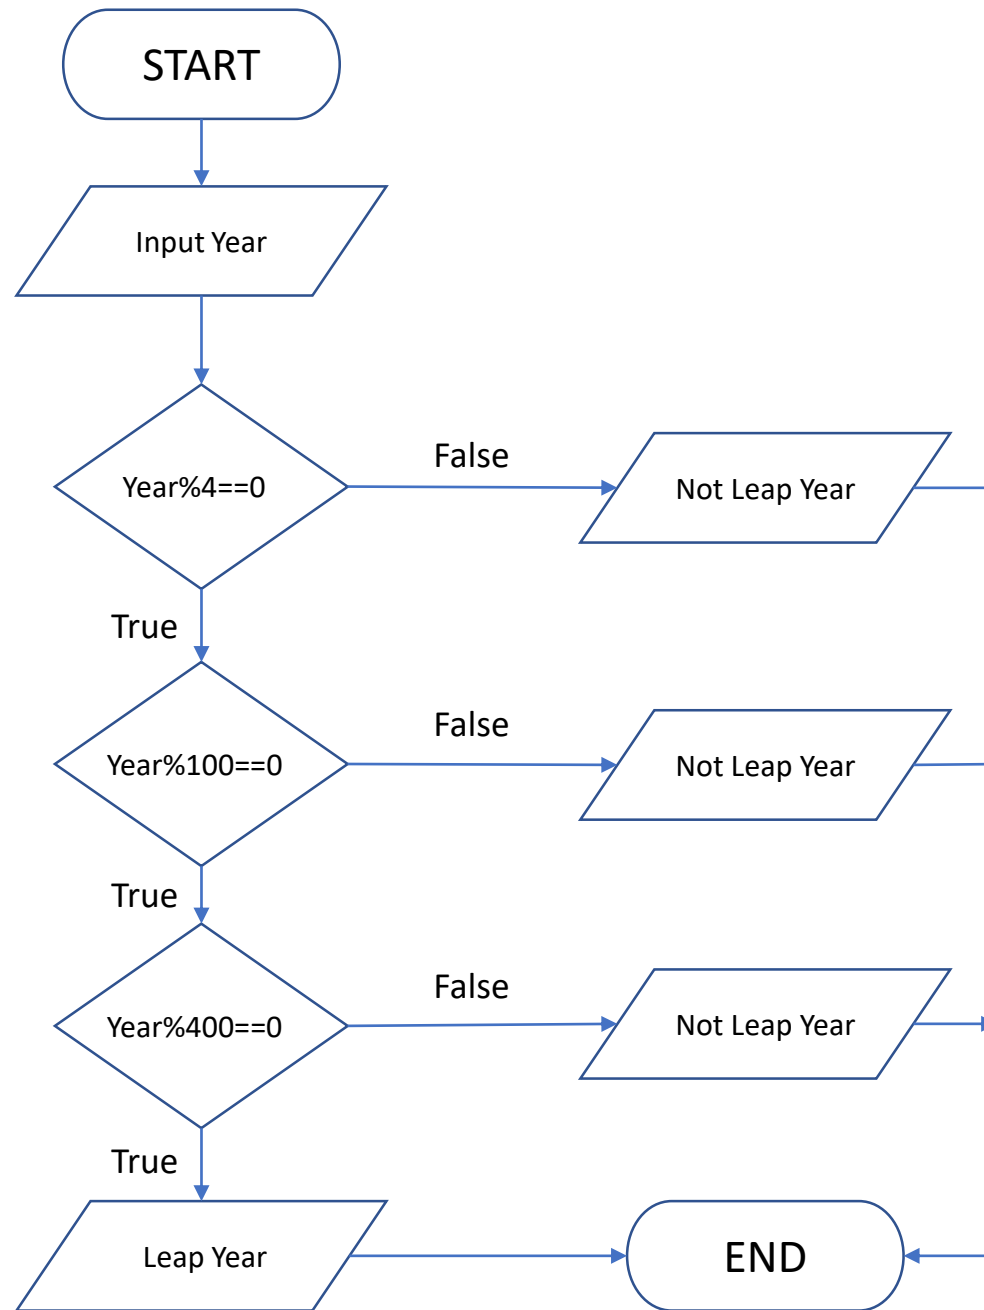 START
Input Year
Year%4==0
False
Not Leap Year
True
Year%100==0
False
Not Leap Year
True
Year%400==0
False
Not Leap Year
True
Leap Year
END